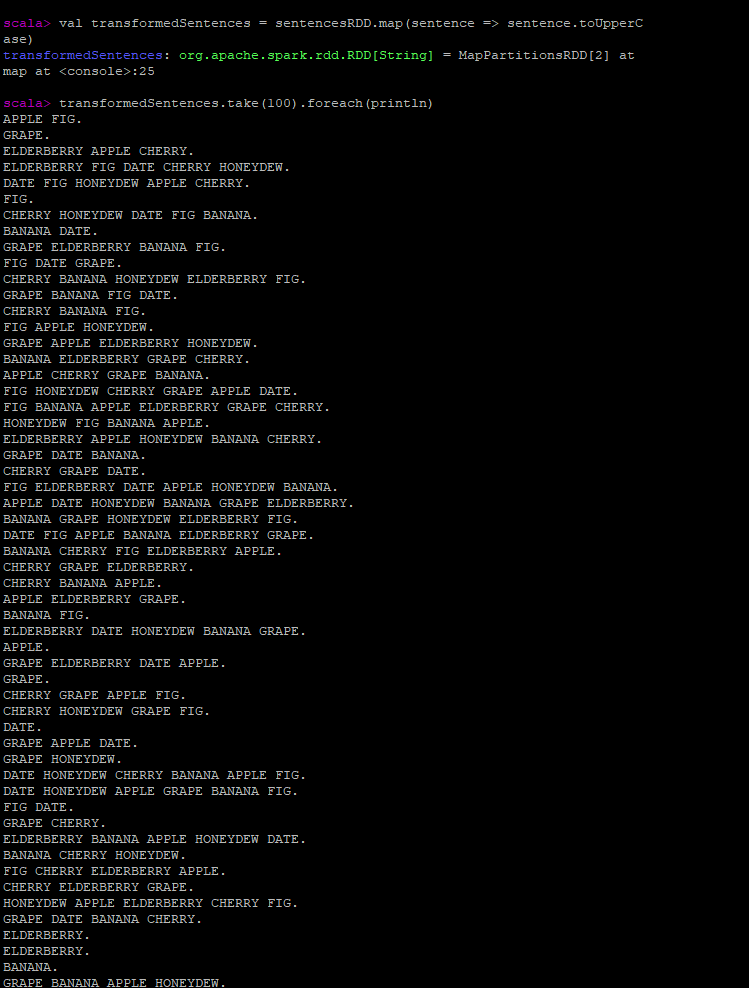 scala> val transformedSentences = sentencesRDD.map(sentence => sentence.toUpperC
ase)
transformedSentences: org.apache.spark.rdd.RDD[String] = MapPartitionsRDD[2] at
map at <console>:25
scala> transformedSentences.take(100).foreach(println)
APPLE FIG.
GRAPE.
ELDERBERRY APPLE CHERRY.
ELDERBERRY FIG DATE CHERRY HONEYDEW.
DATE FIG HONEYDEW APPLE CHERRY.
FIG.
CHERRY HONEYDEW DATE FIG BANANA.
BANANA DATE.
GRAPE ELDERBERRY BANANA FIG.
FIG DATE GRAPE.
CHERRY BANANA HONEYDEW ELDERBERRY FIG.
GRAPE BANANA FIG DATE.
CHERRY BANANA FIG.
FIG APPLE HONEYDEW.
GRAPE APPLE ELDERBERRY HONEYDEW.
BANANA ELDERBERRY GRAPE CHERRY.
APPLE CHERRY GRAPE BANANA.
FIG HONEYDEW CHERRY GRAPE APPLE DATE.
FIG BANANA APPLE ELDERBERRY GRAPE CHERRY.
HONEYDEW FIG BANANA APPLE.
ELDERBERRY APPLE HONEYDEW BANANA CHERRY.
GRAPE DATE BANANA.
CHERRY GRAPE DATE.
FIG ELDERBERRY DATE APPLE HONEYDEW BANANA.
APPLE DATE HONEYDEW BANANA GRAPE ELDERBERRY.
BANANA GRAPE HONEYDEW ELDERBERRY FIG.
DATE FIG APPLE BANANA ELDERBERRY GRAPE.
BANANA CHERRY FIG ELDERBERRY APPLE.
CHERRY GRAPE ELDERBERRY.
CHERRY BANANA APPLE.
APPLE ELDERBERRY GRAPE.
BANANA FIG.
ELDERBERRY DATE HONEYDEW BANANA GRAPE.
APPLE.
GRAPE ELDERBERRY DATE APPLE.
GRAPE.
CHERRY GRAPE APPLE FIG.
CHERRY HONEYDEW GRAPE FIG.
DATE.
GRAPE APPLE DATE.
GRAPE HONEYDEW.
DATE HONEYDEW CHERRY BANANA APPLE FIG.
DATE HONEYDEW APPLE GRAPE BANANA FIG.
FIG DATE.
GRAPE CHERRY.
ELDERBERRY BANANA APPLE HONEYDEW DATE.
BANANA CHERRY HONEYDEW.
FIG CHERRY ELDERBERRY APPLE.
CHERRY ELDERBERRY GRAPE.
HONEYDEW APPLE ELDERBERRY CHERRY FIG.
GRAPE DATE BANANA CHERRY.
ELDERBERRY.
ELDERBERRY.
BANANA.
GRAPE BANANA APPLE HONEYDEW.